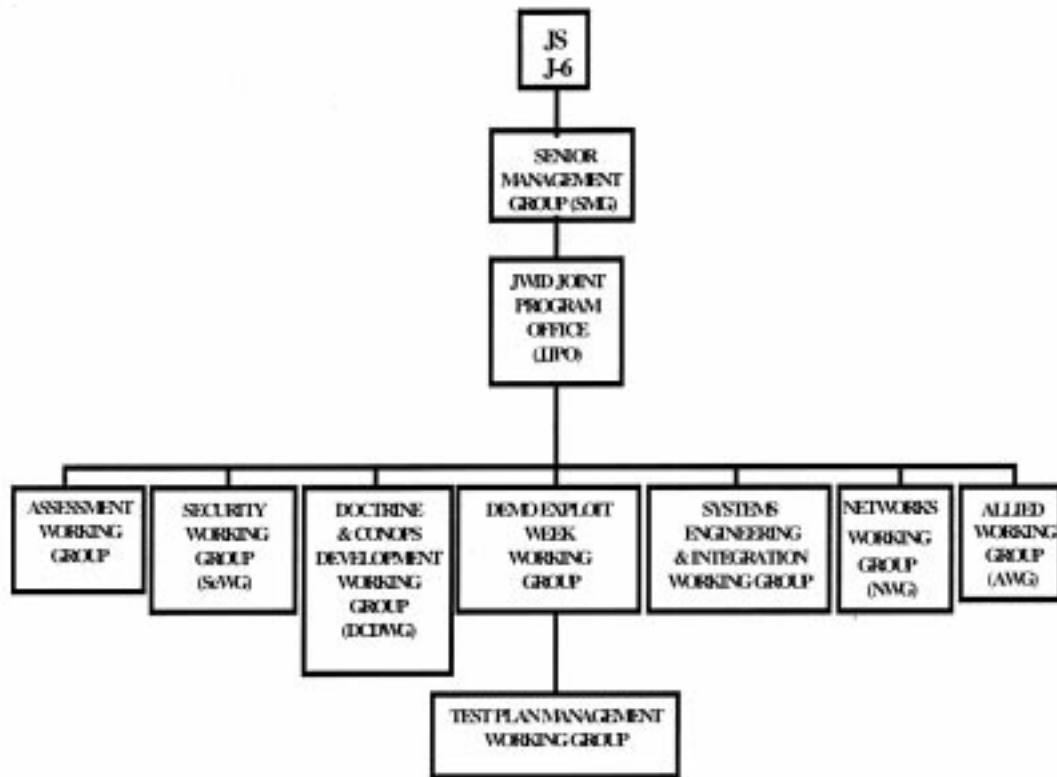 JS
J-6
SENIOR
MANAGEMENT
GROUP (SMG)
JWID JOINT
PROGRAM
OFFICE
(JJPO)
ASSESSMENT
WORKING
GROUP
SECURITY
WORKING
GROUP
(SeWG)
DOCTRINE
& CONOPS
DEVELOPMENT
WORKING
GROUP
(DCDWG)
DEMO EXPLOIT
WEEK
WORKING
GROUP
SYSTEMS
ENGINEERING
& INTEGRATION
WORKING GROUP
NETWORKS
WORKING
GROUP
(NWG)
ALLIED
WORKING
GROUP
(AWG)
TEST PLAN MANAGEMENT
WORKING GROUP